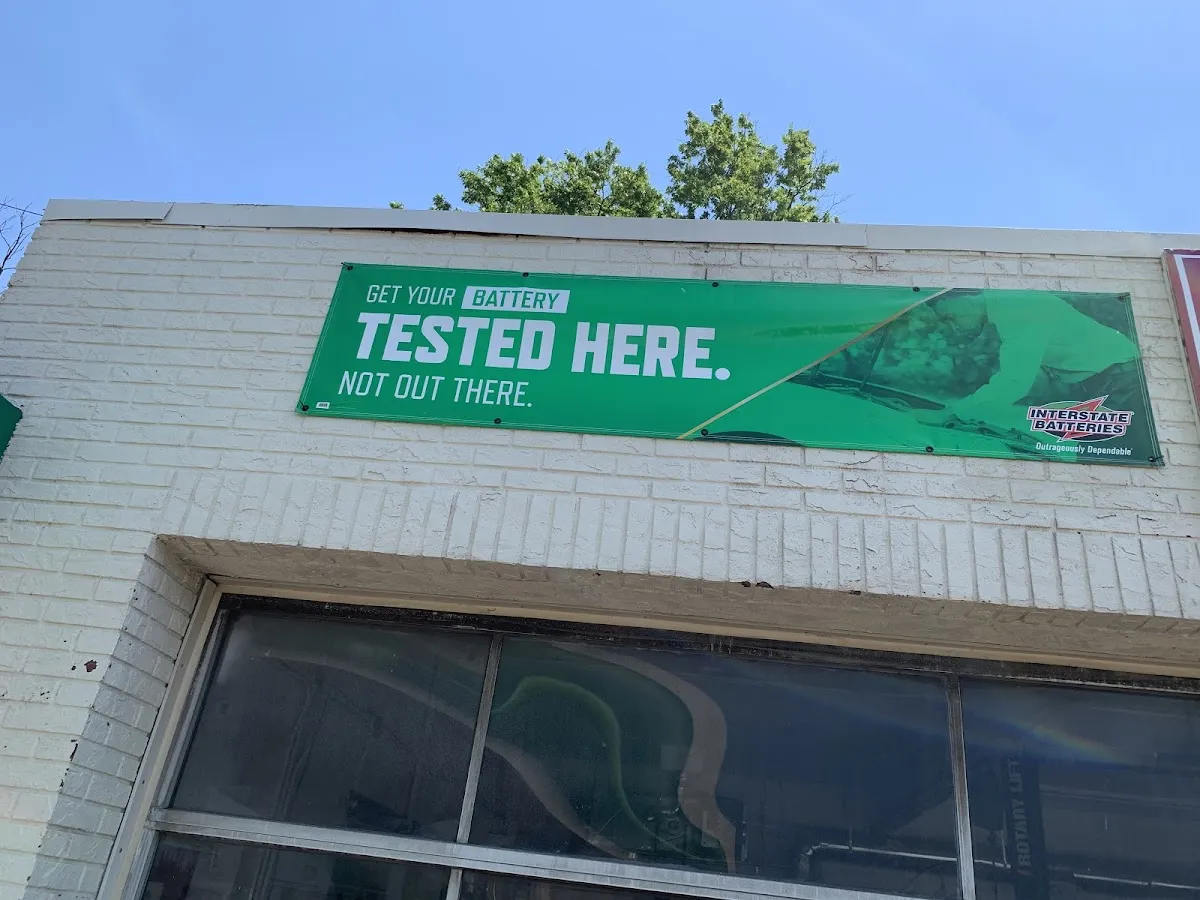 GET YOUR BATTERY
TESTED HERE.
NOT OUT THERE.
INTERSTATE
BATTERIES
Outrageously Dependable
ROTARY LIFT